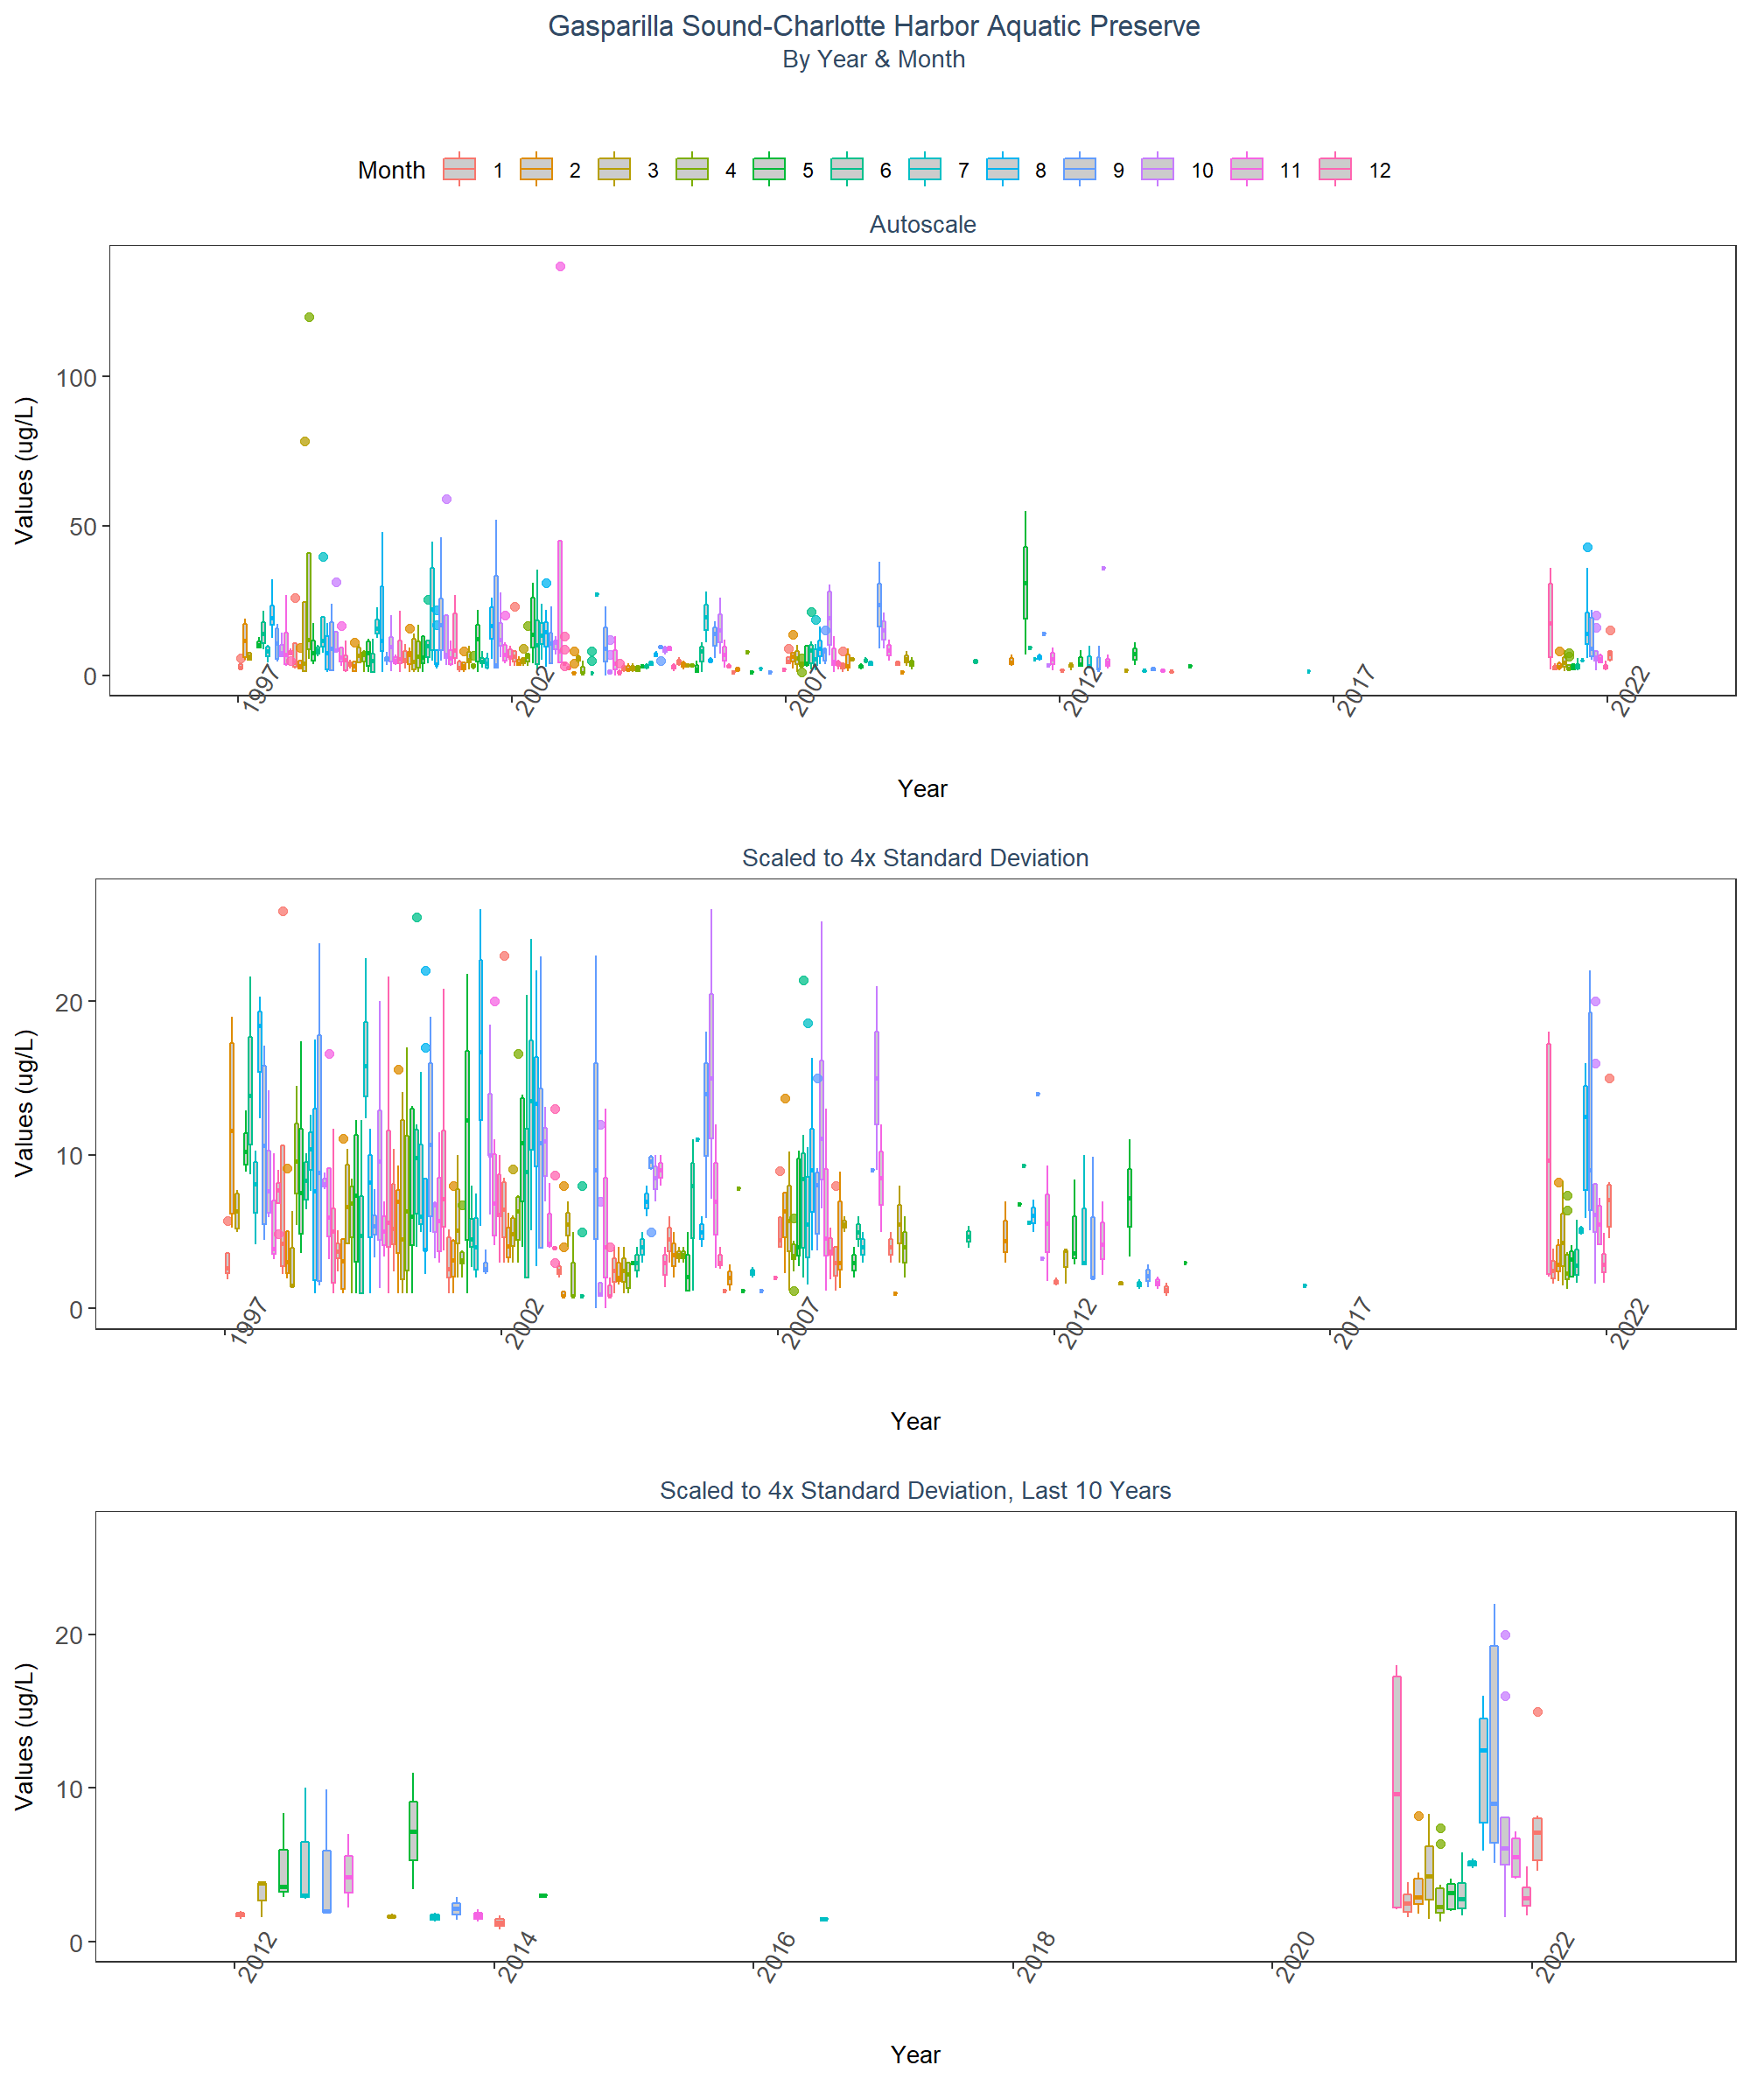 Gasparilla Sound-Charlotte Harbor Aquatic Preserve
By Year & Month
Month 1 2 3 4 5 6 7 8 9 10 11 12
Autoscale
Values (ug/L)
100
50
0
1997 2002 2007 2012 2017 2022
Year
Scaled to 4x Standard Deviation
Values (ug/L)
20
10
0
1997 2002 2007 2012 2017 2022
Year
Scaled to 4x Standard Deviation, Last 10 Years
Values (ug/L)
20
10
0
2012 2014 2016 2018 2020 2022
Year